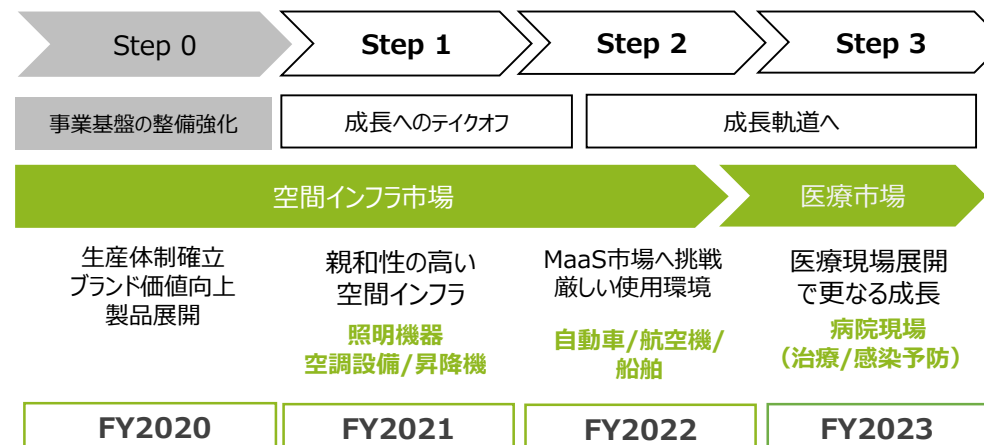 Step 0
Step 1
Step 2
Step 3
事業基盤の整備強化
成長へのテイクオフ
成長軌道へ
空間インフラ市場
医療市場
生産体制確立
ブランド価値向上
製品展開
親和性の高い
空間インフラ
照明機器
空調設備/昇降機
MaaS市場へ挑戦
厳しい使用環境
自動車/航空機/
船舶
医療現場展開
で更なる成長
病院現場
（治療/感染予防）
FY2020
FY2021
FY2022
FY2023